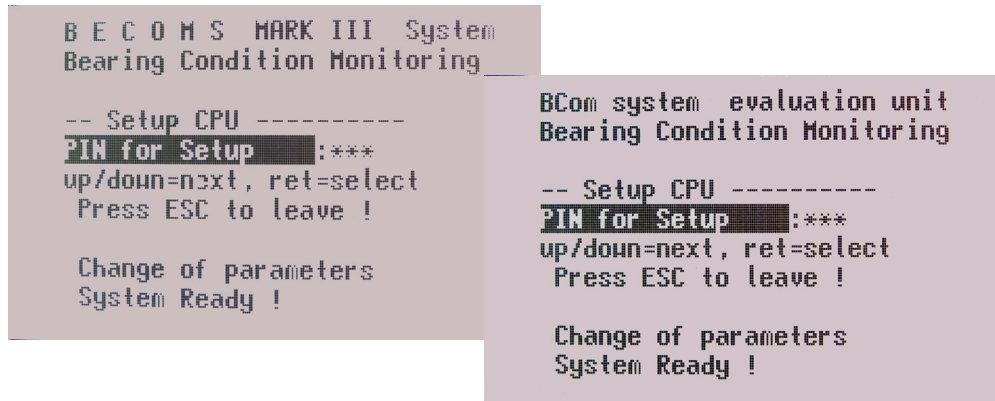 B E C O M S  MARK III  System
Bearing Condition Monitoring
-- Setup CPU ----------
PIN for Setup    :***
up/down=next, ret=select
Press ESC to leave !
Change of parameters
System Ready !
BCom system  evaluation unit
Bearing Condition Monitoring
-- Setup CPU ----------
PIN for Setup    :***
up/down=next, ret=select
Press ESC to leave !
Change of parameters
System Ready !